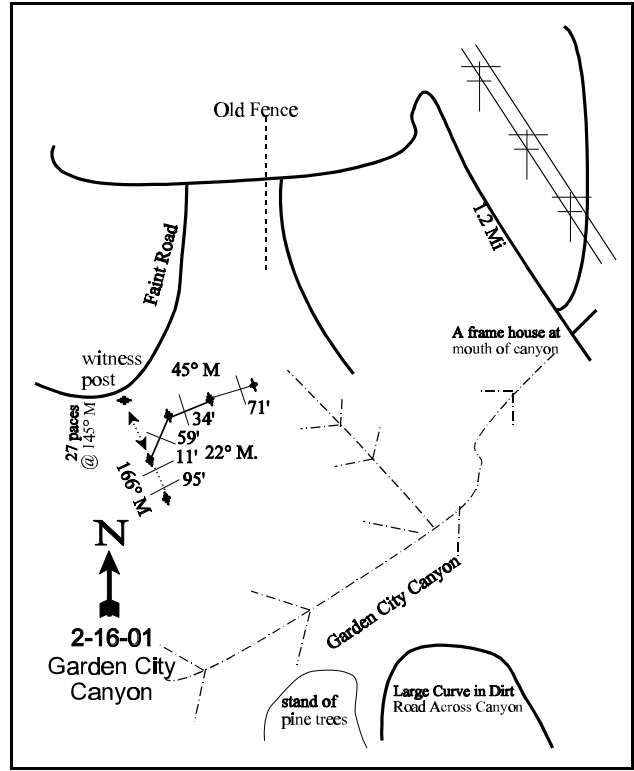 Old Fence
1.2 Mi
Faint Road
A frame house at
mouth of canyon
witness
post
45° M
71'
34'
27 paces
@ 145° M
59'
11'
22° M.
166° M
95'
N
2-16-01
Garden City
Canyon
Garden City Canyon
stand of
pine trees
Large Curve in Dirt
Road Across Canyon